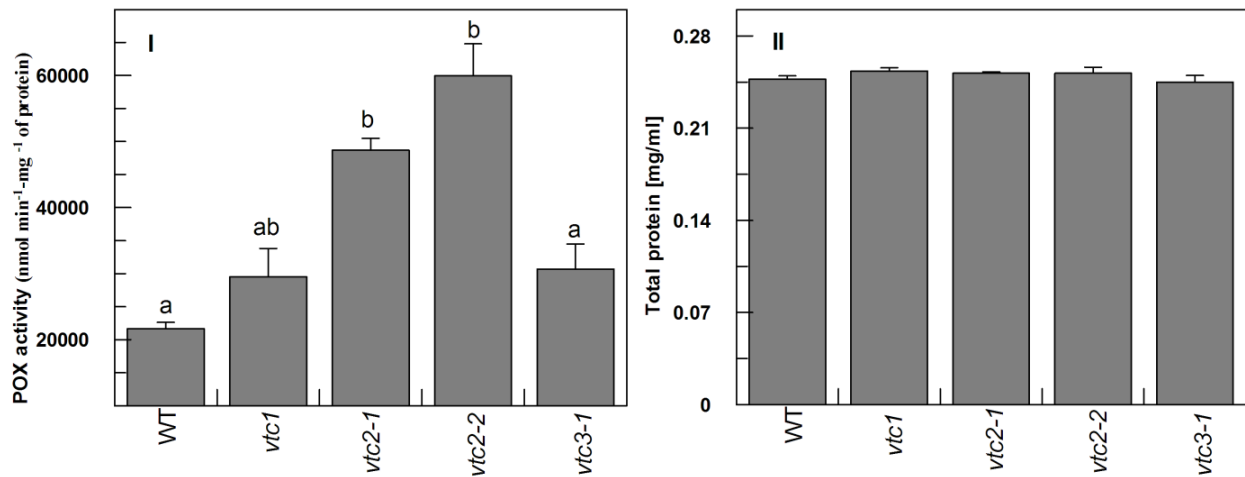 I
POX activity (nmol min⁻¹-mg ⁻¹ of protein)
60000
40000
20000
a
ab
b
b
a
WT
vtc1
vtc2-1
vtc2-2
vtc3-1
II
Total protein [mg/ml]
0.28
0.21
0.14
0.07
0
WT
vtc1
vtc2-1
vtc2-2
vtc3-1